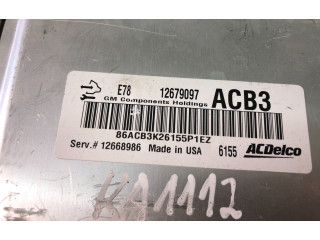 E78 12679097 ACB3
GM Components Holdings
86ACB3K26155P1EZ
Serv.# 12668986 Made in USA 6155 ACDelco
KA1112